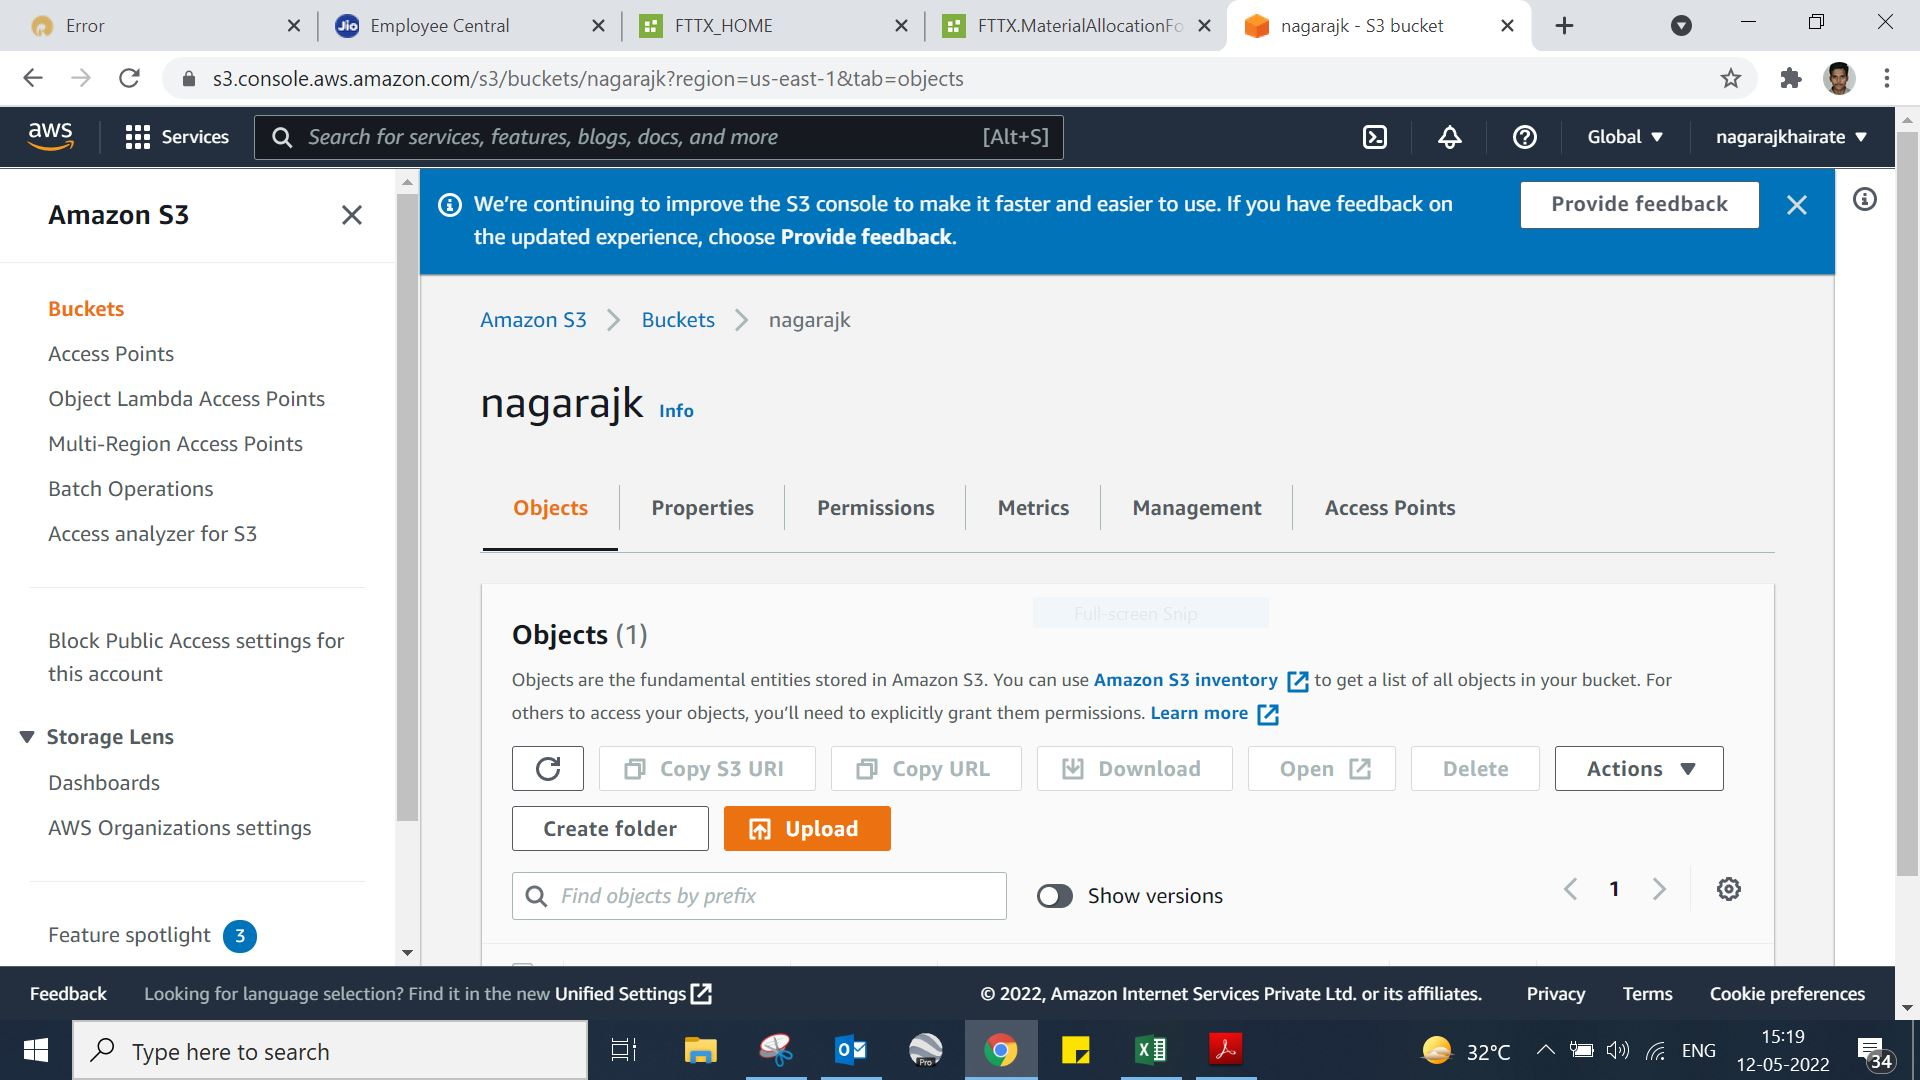 Error
Employee Central
FTTX_HOME
FTTX.MaterialAllocationFo
nagarajk - S3 bucket
s3.console.aws.amazon.com/s3/buckets/nagarajk?region=us-east-1&tab=objects
aws
Services
Search for services, features, blogs, docs, and more
[Alt+S]
Global
nagarajkhairate
Amazon S3
Buckets
Access Points
Object Lambda Access Points
Multi-Region Access Points
Batch Operations
Access analyzer for S3
Block Public Access settings for
this account
Storage Lens
Dashboards
AWS Organizations settings
Feature spotlight 3
We're continuing to improve the S3 console to make it faster and easier to use. If you have feedback on
the updated experience, choose Provide feedback.
Provide feedback
Amazon S3
Buckets
nagarajk
nagarajk Info
Objects
Properties
Permissions
Metrics
Management
Access Points
Full-screen Snip
Objects (1)
Objects are the fundamental entities stored in Amazon S3. You can use Amazon S3 inventory to get a list of all objects in your bucket. For
others to access your objects, you'll need to explicitly grant them permissions. Learn more
Copy S3 URI
Copy URL
Download
Open
Delete
Actions
Create folder
Upload
Find objects by prefix
Show versions
1
Feedback
Looking for language selection? Find it in the new Unified Settings
© 2022, Amazon Internet Services Private Ltd. or its affiliates.
Privacy
Terms
Cookie preferences
Type here to search
Pro
32°C
ENG
15:19
12-05-2022
34
Jio